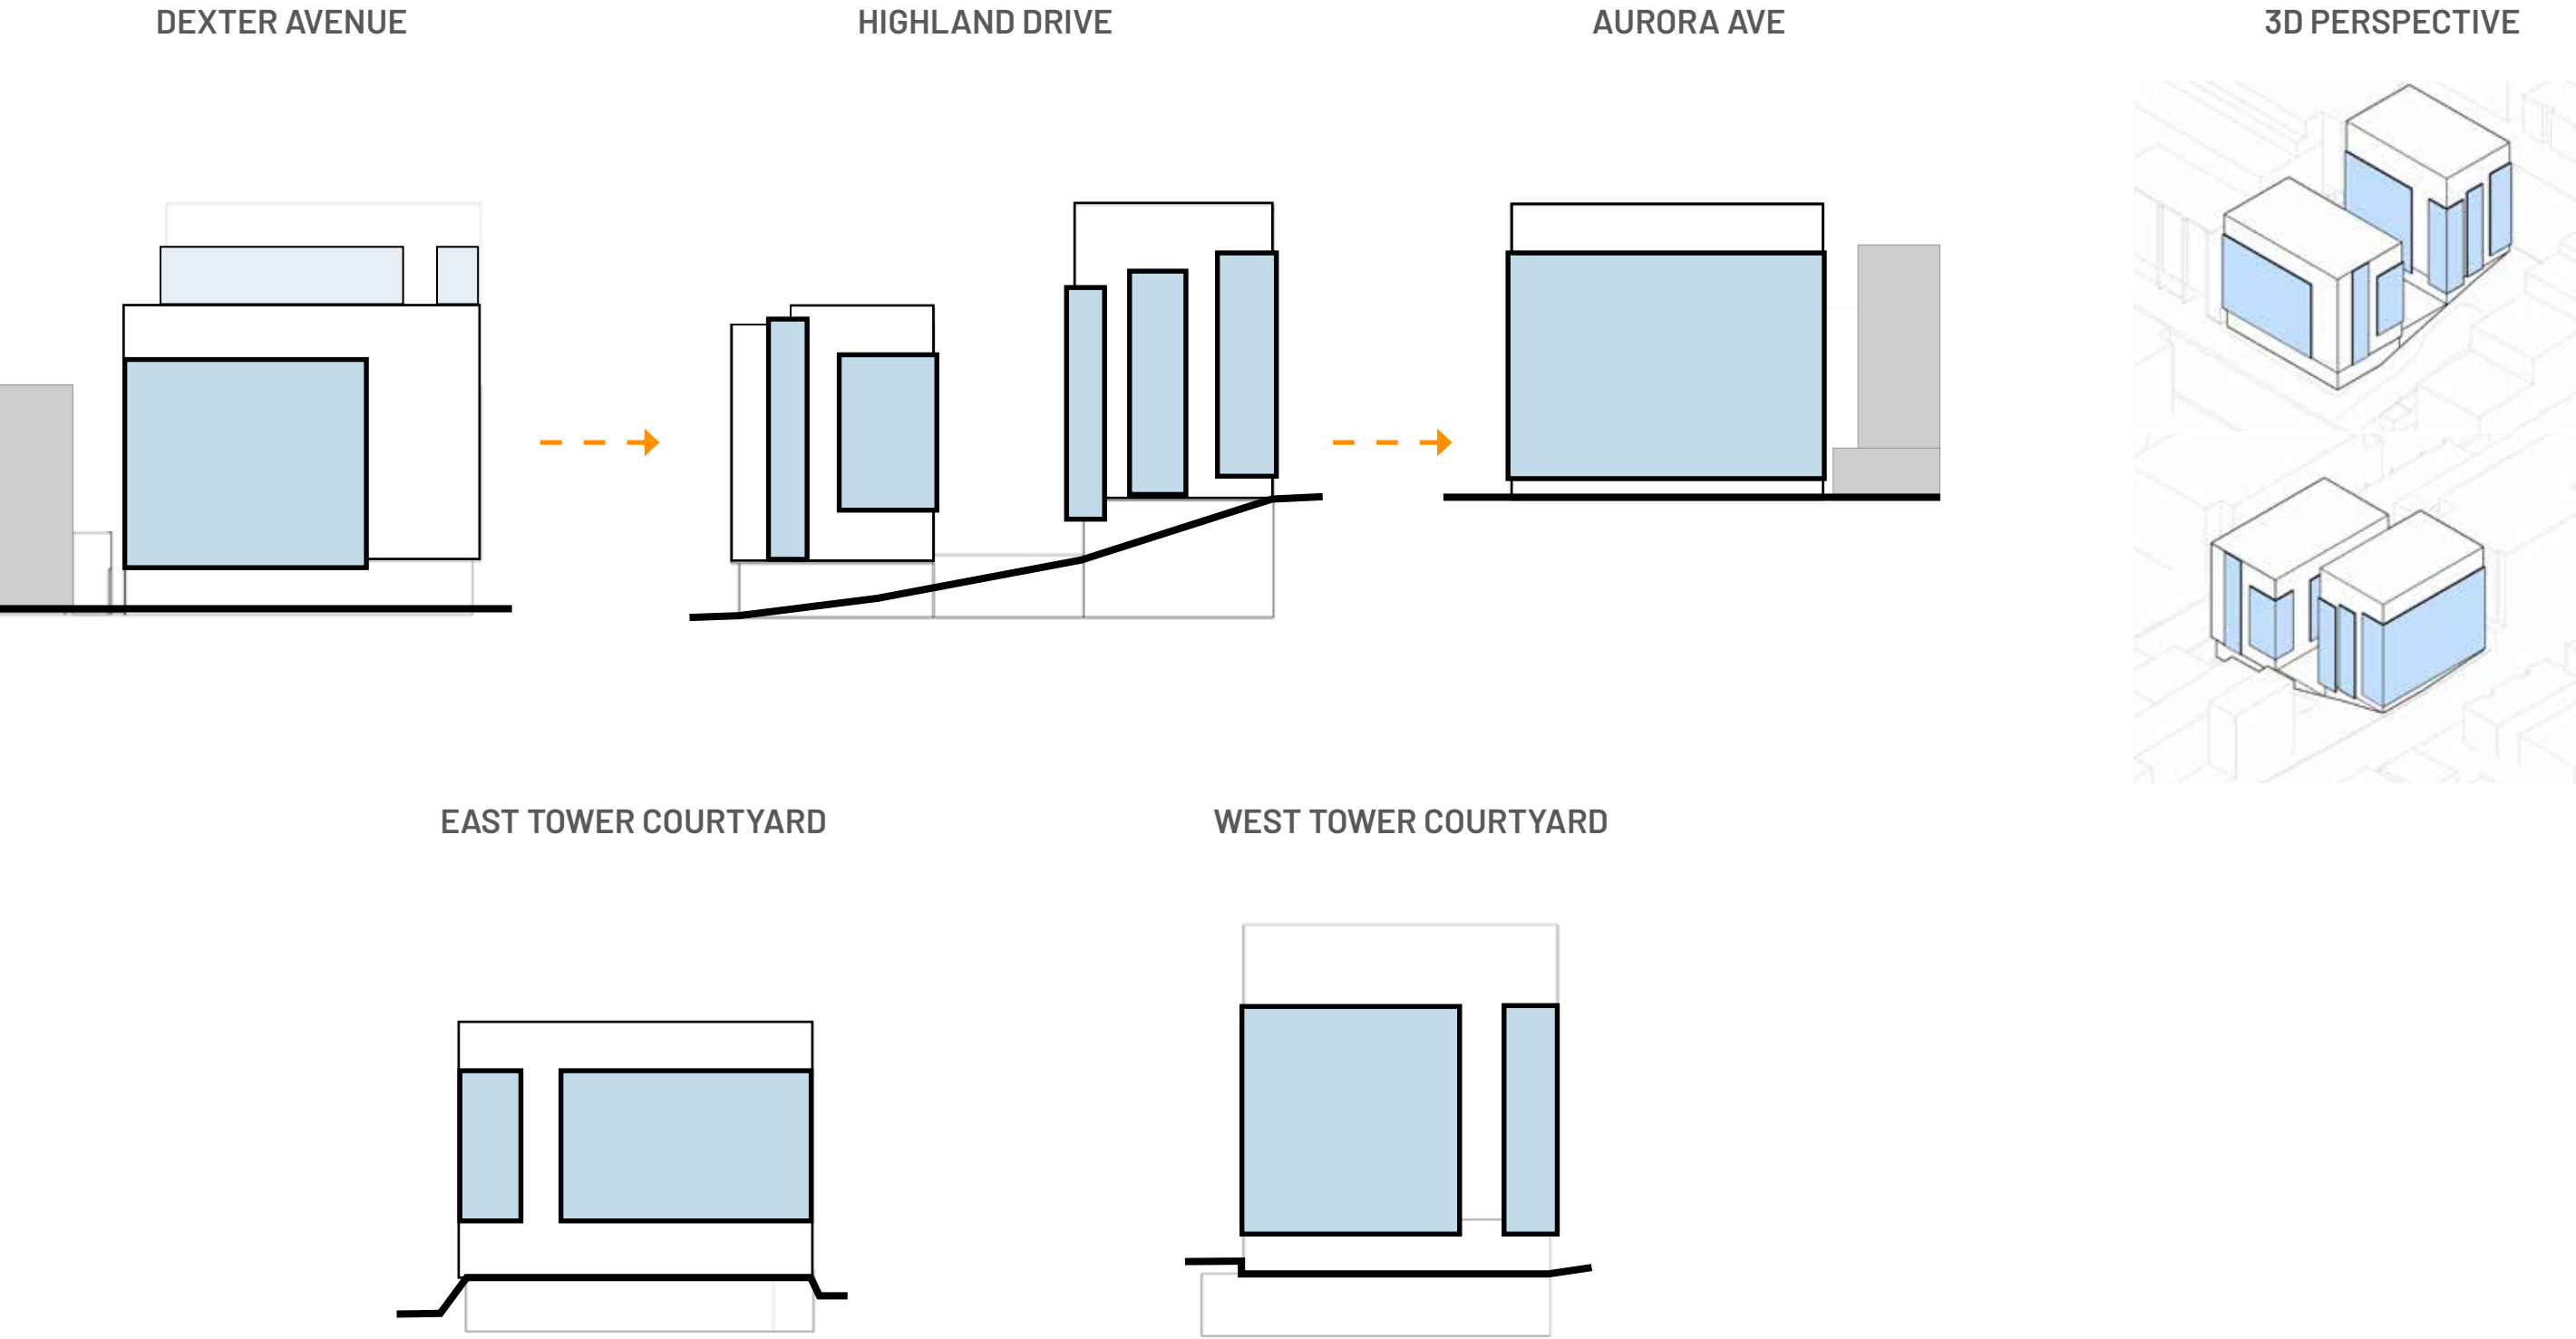 DEXTER AVENUE
HIGHLAND DRIVE
AURORA AVE
3D PERSPECTIVE
EAST TOWER COURTYARD
WEST TOWER COURTYARD